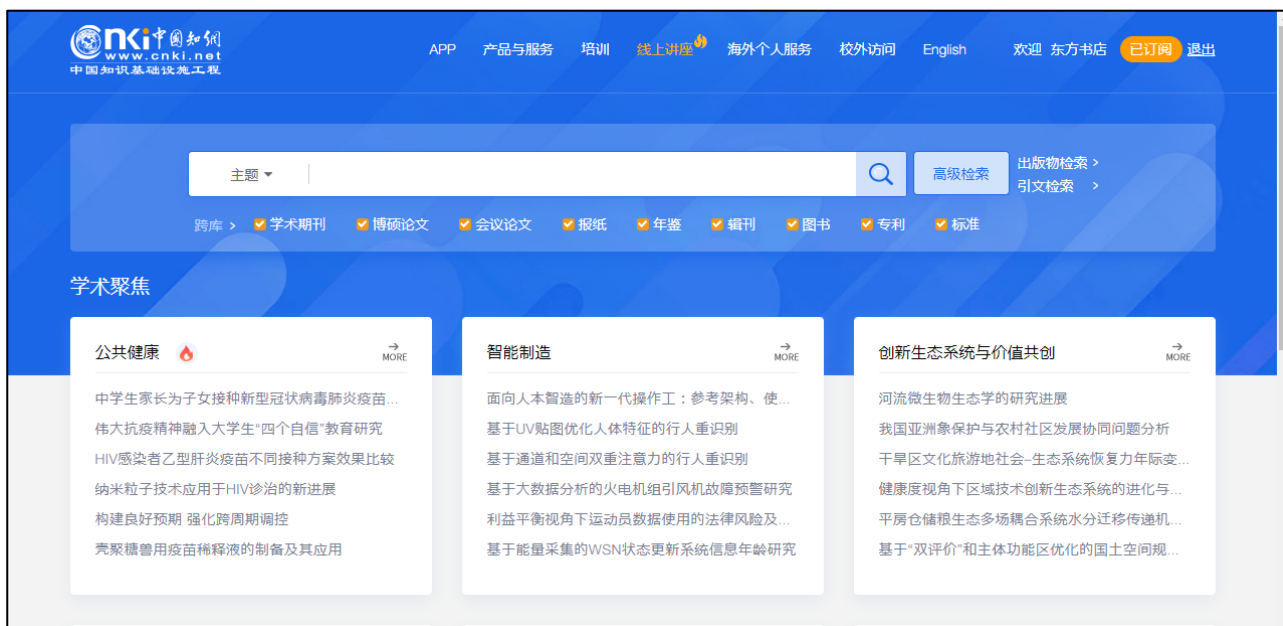 cnki中国知网
www.cnki.net
中国知识基础设施工程
APP 产品与服务 培训 线上讲座 海外个人服务 校外访问 English 欢迎 东方书店 已订阅 退出
主题 高级检索 出版物检索 >
引文检索 >
跨库 > 学术期刊 博硕论文 会议论文 报纸 年鉴 辑刊 图书 专利 标准
学术聚焦
公共健康 MORE
中学生家长为子女接种新型冠状病毒肺炎疫苗...
伟大抗疫精神融入大学生“四个自信”教育研究
HIV感染者乙型肝炎疫苗不同接种方案效果比较
纳米粒子技术应用于HIV诊治的新进展
构建良好预期 强化跨周期调控
壳聚糖兽用疫苗稀释液的制备及其应用
智能制造 MORE
面向人本智造的新一代操作工：参考架构、使...
基于UV贴图优化人体特征的行人重识别
基于通道和空间双重注意力的行人重识别
基于大数据分析的火电机组引风机故障预警研究
利益平衡视角下运动员数据使用的法律风险及...
基于能量采集的WSN状态更新系统信息年龄研究
创新生态系统与价值共创 MORE
河流微生物生态学的研究进展
我国亚洲象保护与农村社区发展协同问题分析
干旱区文化旅游地社会–生态系统恢复力年际变...
健康度视角下区域技术创新生态系统的进化与...
平房仓储粮生态多场耦合系统水分迁移传递机...
基于“双评价”和主体功能区优化的国土空间规...